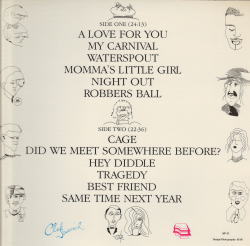 SIDE ONE (24:13)
A LOVE FOR YOU
MY CARNIVAL
WATERSPOUT
MOMMA'S LITTLE GIRL
NIGHT OUT
ROBBERS BALL
SIDE TWO (22:36)
CAGE
DID WE MEET SOMEWHERE BEFORE?
HEY DIDDLE
TRAGEDY
BEST FRIEND
SAME TIME NEXT YEAR